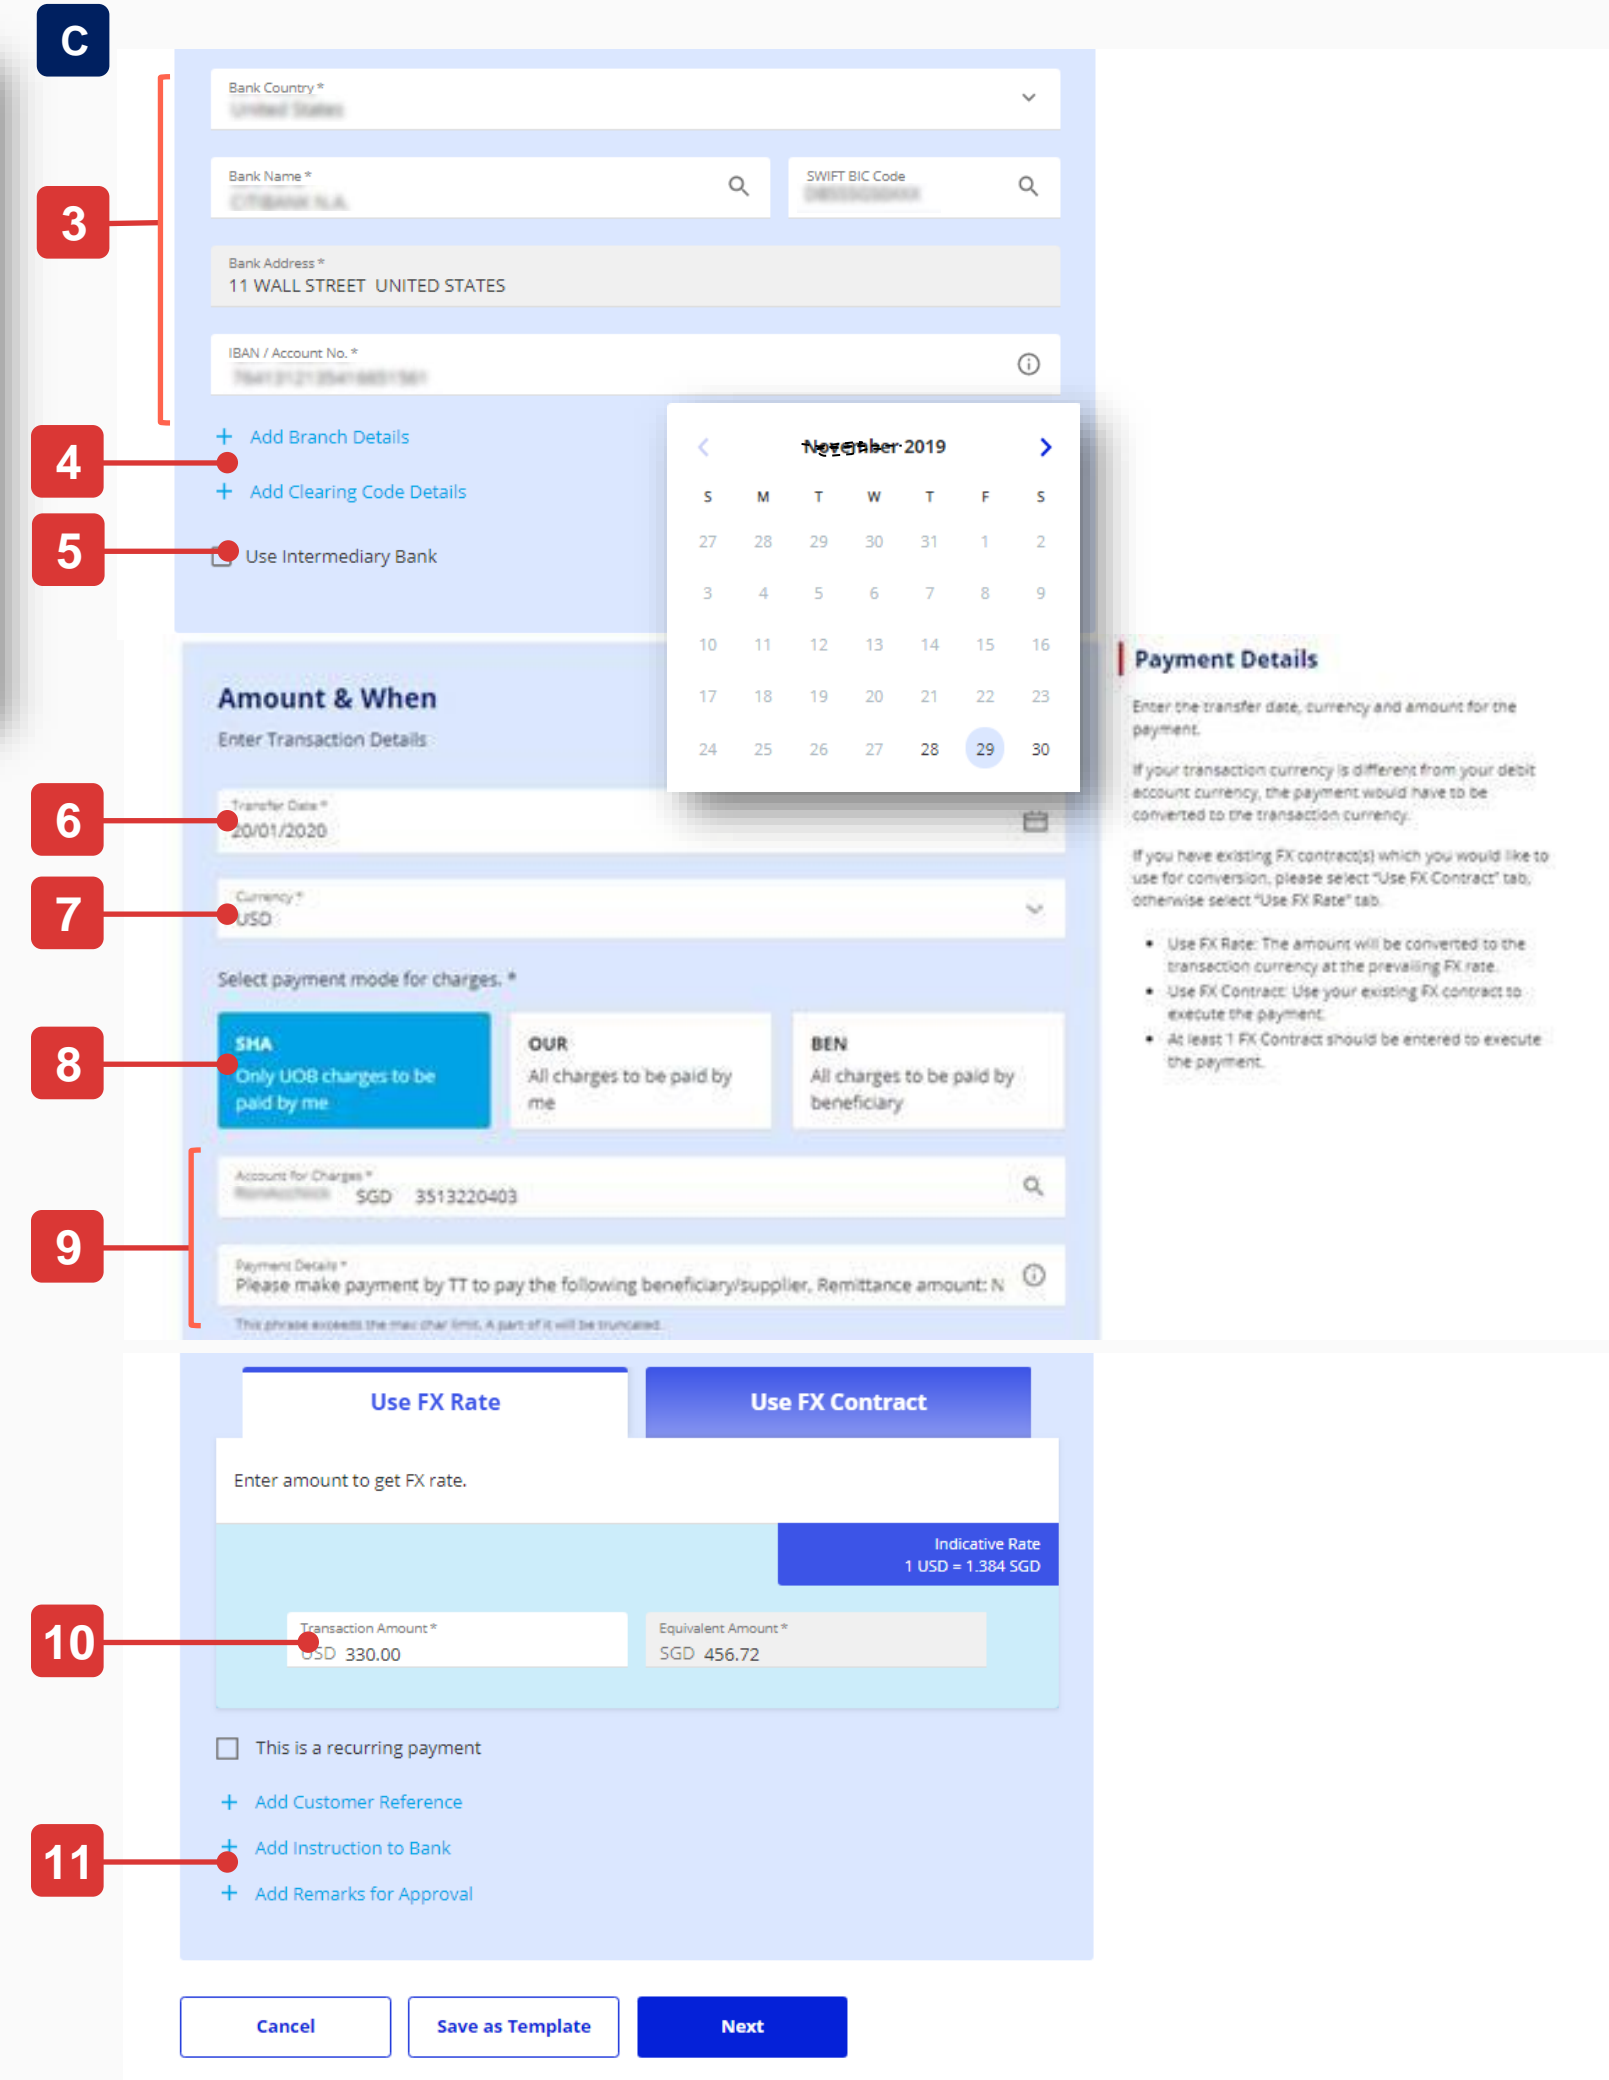 C
Bank Country *
United States
3
Bank Name *
CITIBANK N.A.
SWIFT BIC Code
Bank Address *
11 WALL STREET UNITED STATES
IBAN / Account No. *
4
+ Add Branch Details
+ Add Clearing Code Details
5
Use Intermediary Bank
November 2019
S M T W T F S
27 28 29 30 31 1 2
3 4 5 6 7 8 9
10 11 12 13 14 15 16
17 18 19 20 21 22 23
24 25 26 27 28 29 30
Amount & When
Enter Transaction Details
6
Transfer Date *
20/01/2020
7
Currency *
USD
Select payment mode for charges. *
8
SHA
Only UOB charges to be
paid by me
OUR
All charges to be paid by
me
BEN
All charges to be paid by
beneficiary
9
Account for Charges *
SGD 3513220403
Payment Details *
Please make payment by TT to pay the following beneficiary/supplier. Remittance amount: N
This phrase exceeds the max char limit. A part of it will be truncated.
Payment Details
Enter the transfer date, currency and amount for the
payment.
If your transaction currency is different from your debit
account currency, the payment would have to be
converted to the transaction currency.
If you have existing FX contract(s) which you would like to
use for conversion, please select "Use FX Contract" tab,
otherwise select "Use FX Rate" tab.
• Use FX Rate: The amount will be converted to the
transaction currency at the prevailing FX rate.
• Use FX Contract: Use your existing FX contract to
execute the payment.
• At least 1 FX Contract should be entered to execute
the payment.
Use FX Rate
Use FX Contract
Enter amount to get FX rate.
Indicative Rate
1 USD = 1.384 SGD
10
Transaction Amount *
USD 330.00
Equivalent Amount *
SGD 456.72
This is a recurring payment
+ Add Customer Reference
11
+ Add Instruction to Bank
+ Add Remarks for Approval
Cancel
Save as Template
Next